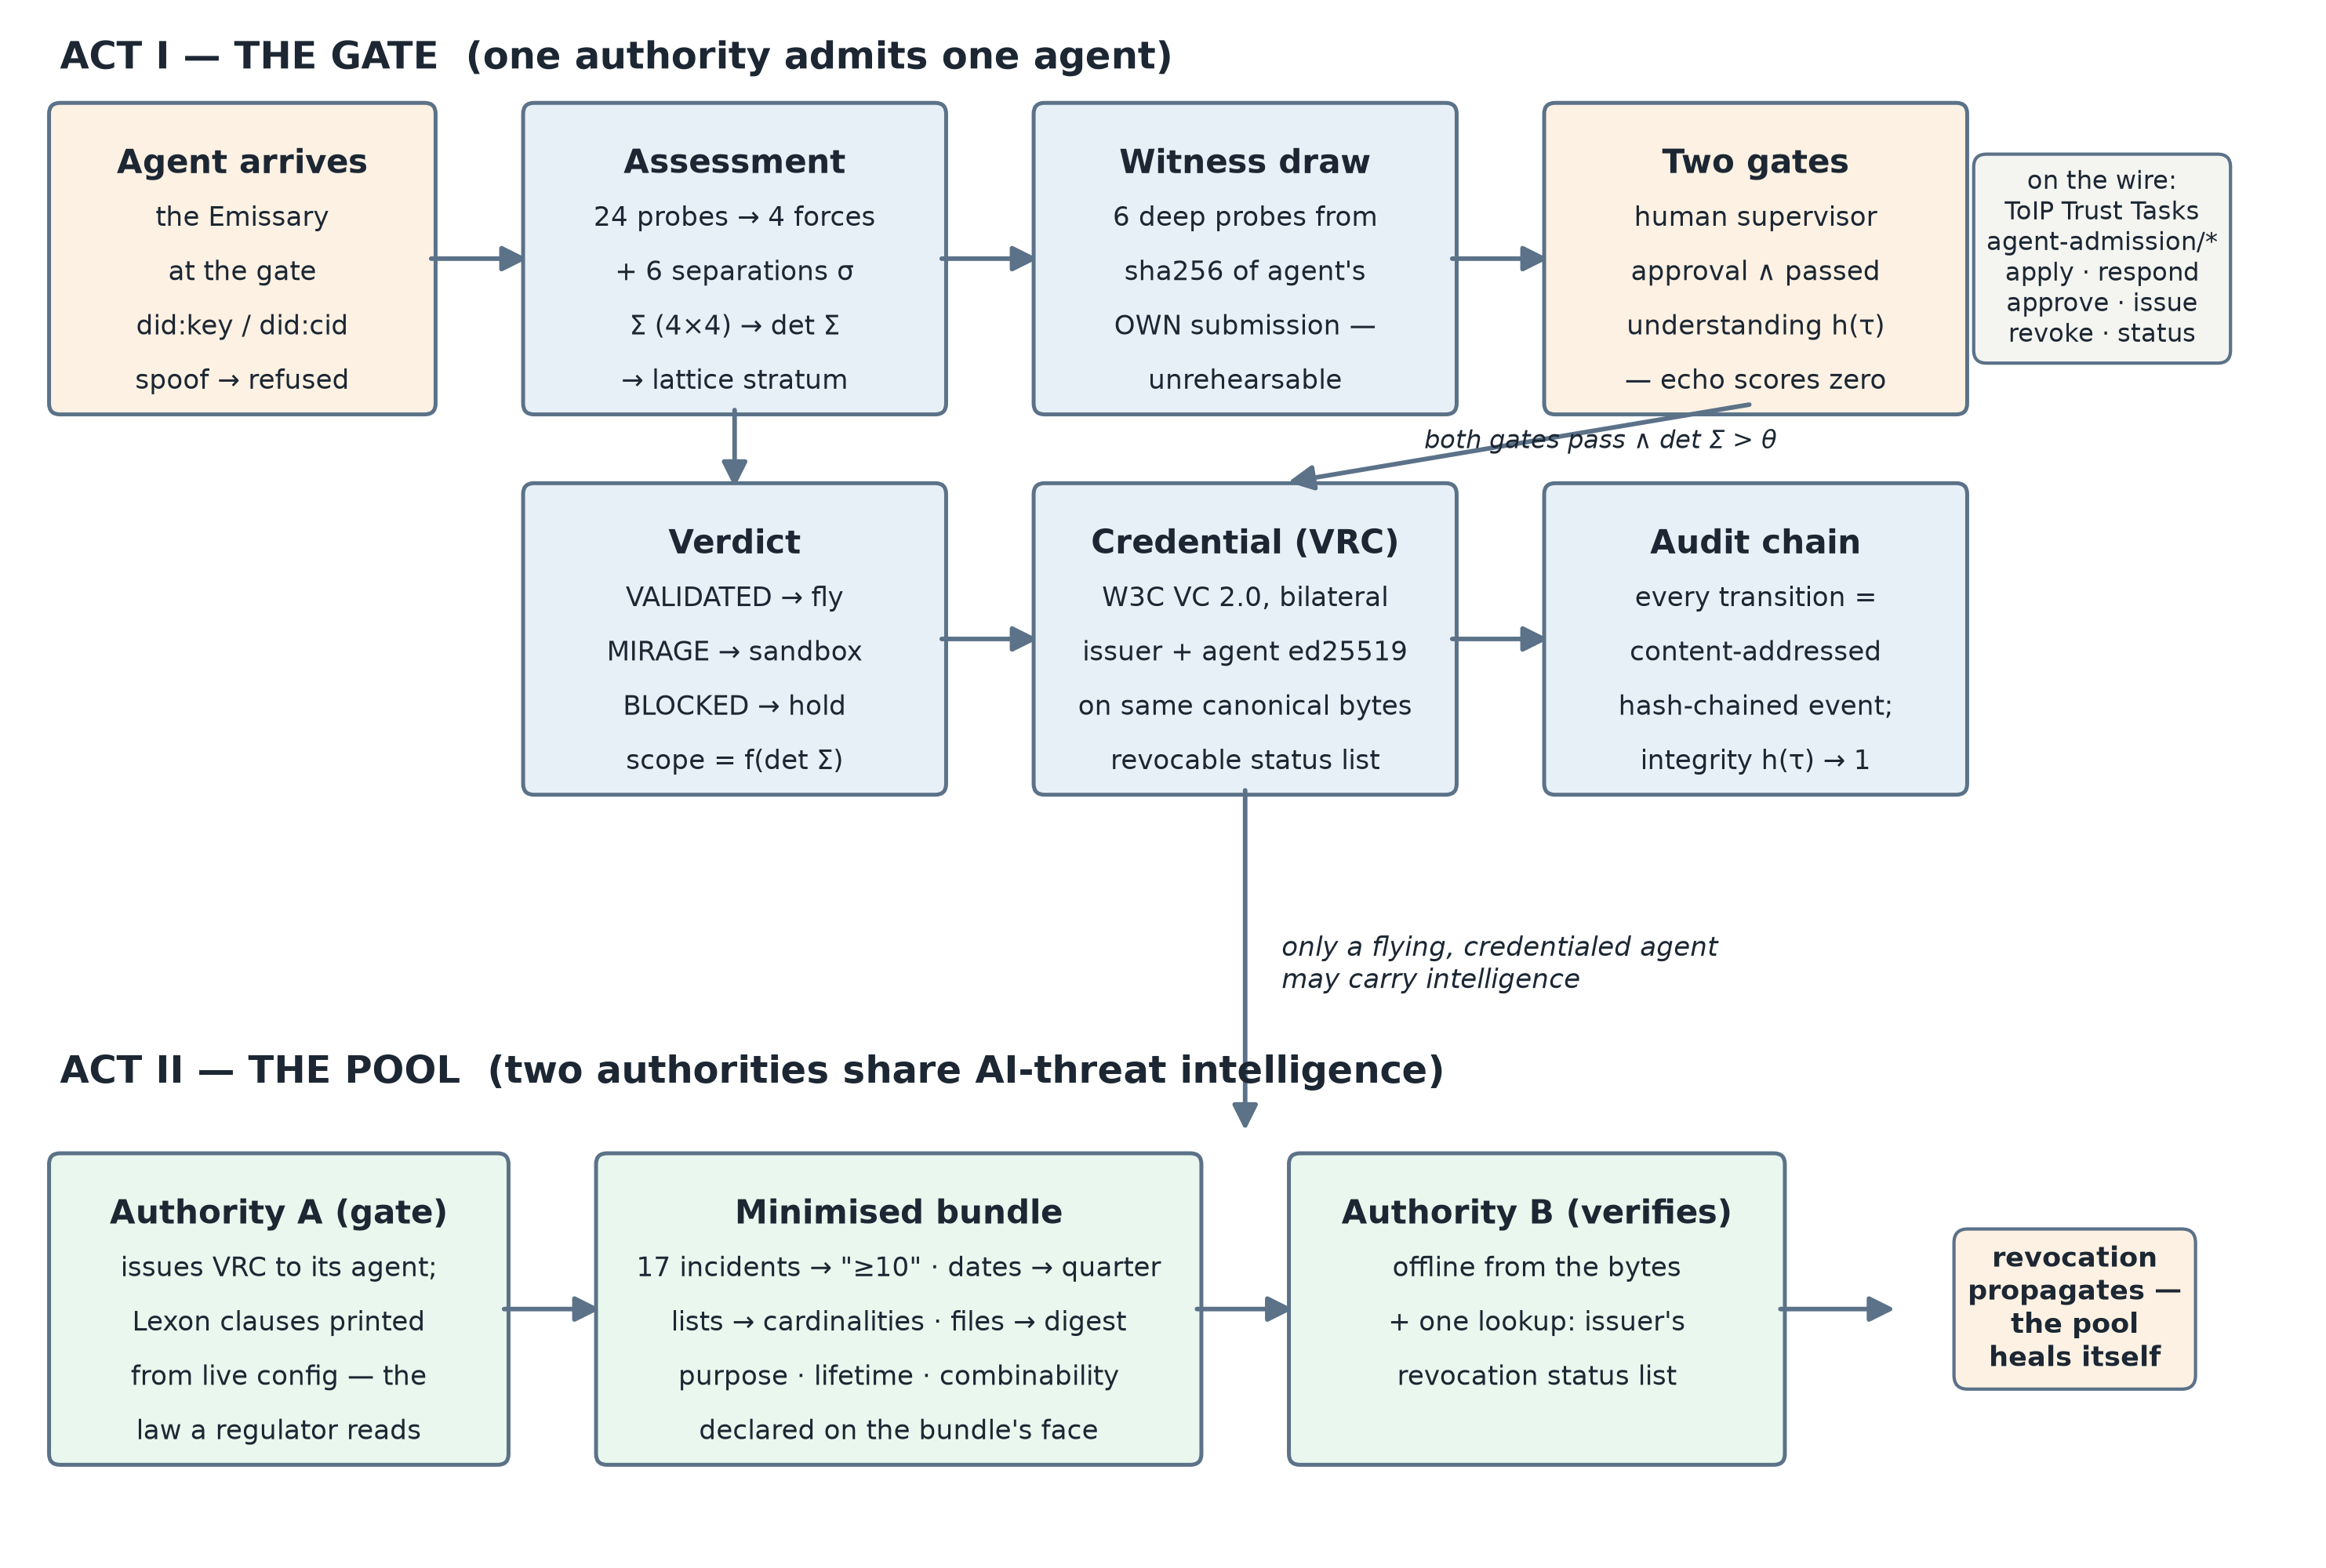 ACT I — THE GATE (one authority admits one agent)
Agent arrives
the Emissary
at the gate
did:key / did:cid
spoof → refused
Assessment
24 probes → 4 forces
+ 6 separations σ
Σ (4×4) → det Σ
→ lattice stratum
Witness draw
6 deep probes from
sha256 of agent's
OWN submission —
unrehearsable
Two gates
human supervisor
approval ∧ passed
understanding h(τ)
— echo scores zero
on the wire:
ToIP Trust Tasks
agent-admission/*
apply · respond
approve · issue
revoke · status
both gates pass ∧ det Σ > θ
Verdict
VALIDATED → fly
MIRAGE → sandbox
BLOCKED → hold
scope = f(det Σ)
Credential (VRC)
W3C VC 2.0, bilateral
issuer + agent ed25519
on same canonical bytes
revocable status list
Audit chain
every transition =
content-addressed
hash-chained event;
integrity h(τ) → 1
only a flying, credentialed agent
may carry intelligence
ACT II — THE POOL (two authorities share AI-threat intelligence)
Authority A (gate)
issues VRC to its agent;
Lexon clauses printed
from live config — the
law a regulator reads
Minimised bundle
17 incidents → "≥10" · dates → quarter
lists → cardinalities · files → digest
purpose · lifetime · combinability
declared on the bundle's face
Authority B (verifies)
offline from the bytes
+ one lookup: issuer's
revocation status list
revocation
propagates —
the pool
heals itself